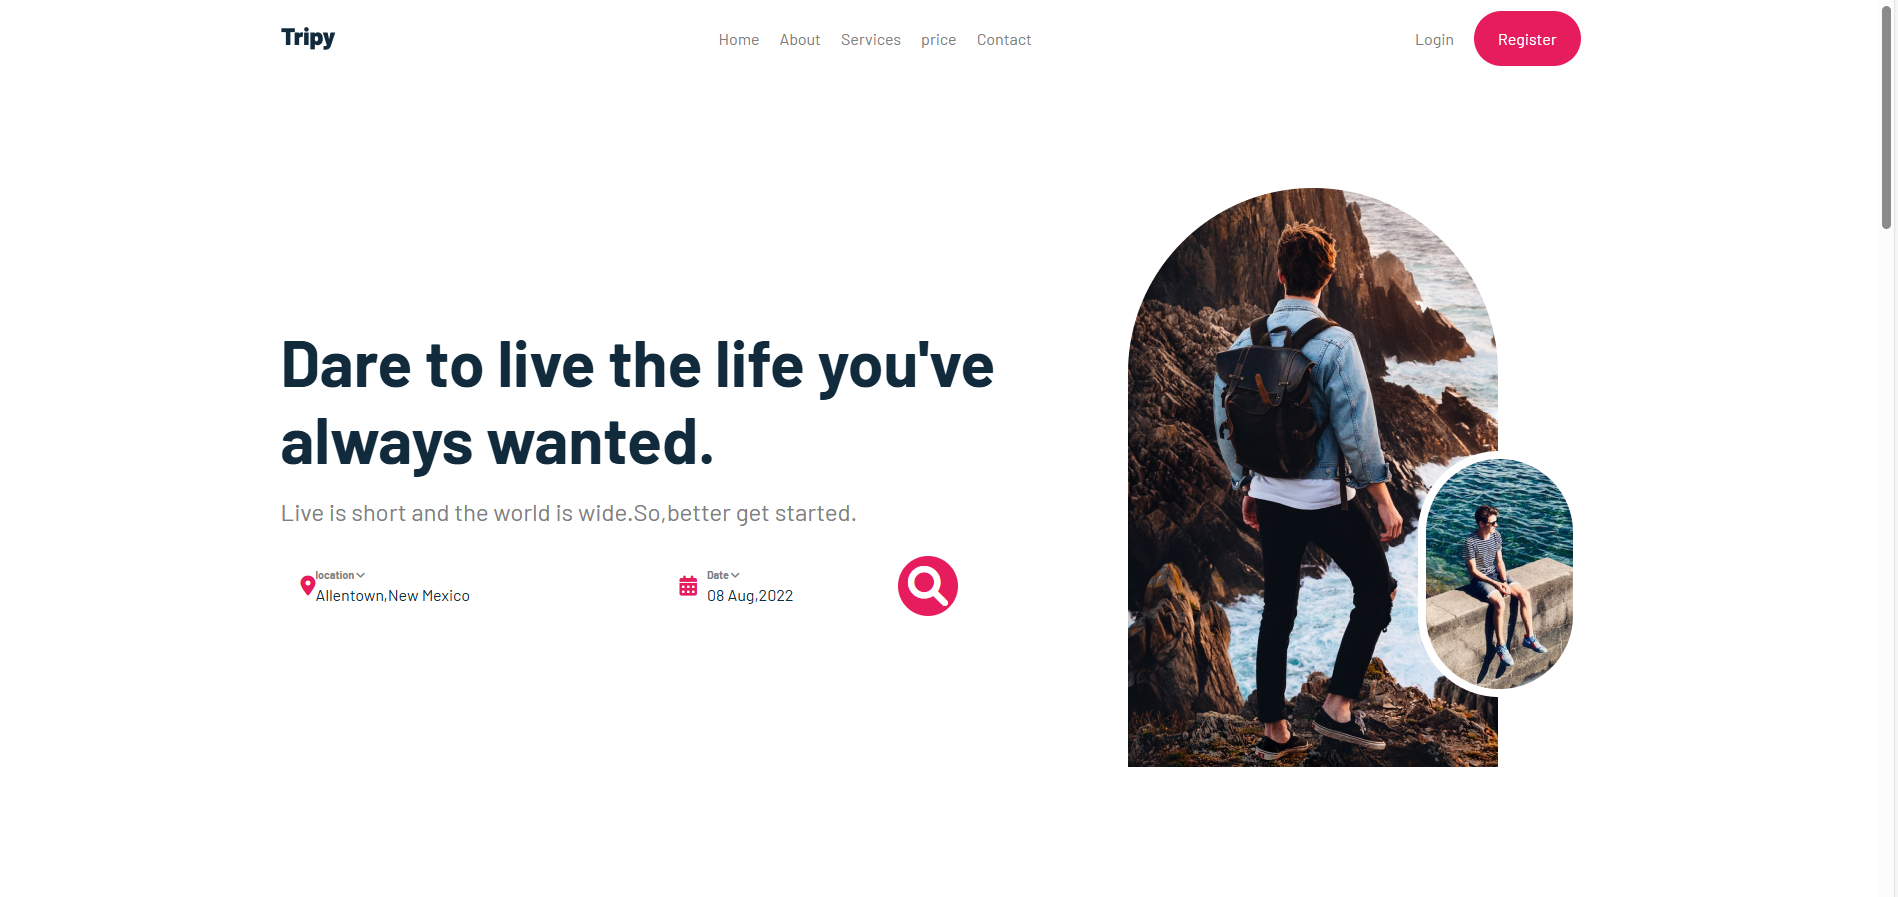 Tripy
Home About Services price Contact
Login Register
Dare to live the life you've
always wanted.
Live is short and the world is wide.So,better get started.
location
Allentown,New Mexico
Date
08 Aug,2022